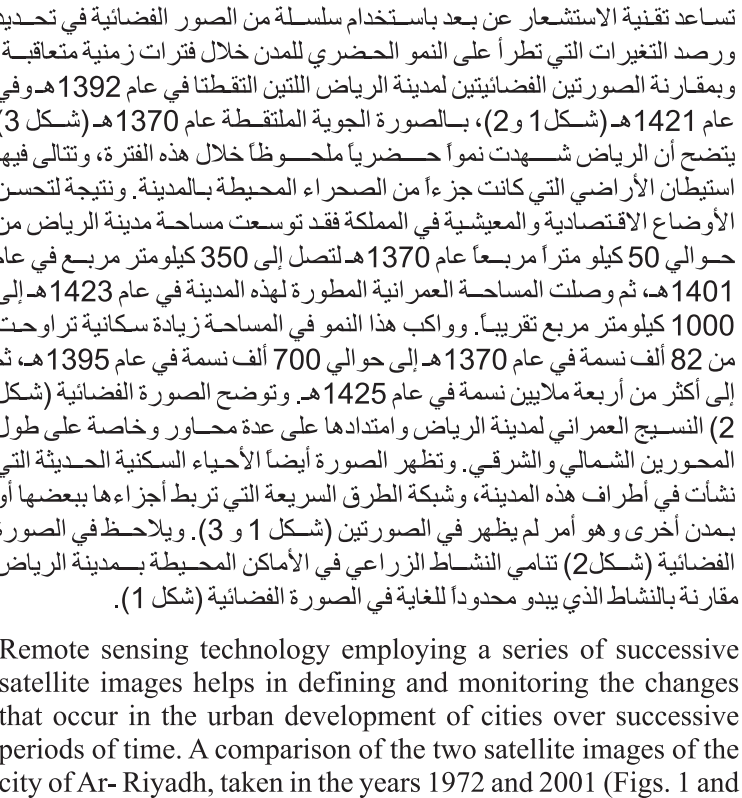 تساعد تقنية الاستشعار عن بعد باستخدام سلسلة من الصور الفضائية في تحديد
ورصد التغيرات التي تطرأ على النمو الحضري للمدن خلال فترات زمنية متعاقبة.
وبمقارنة الصورتين الفضائيتين لمدينة الرياض اللتين التقطتا في عام 1392هـ وفي
عام 1421هـ (شكل1 و2)، بالصورة الجوية الملتقطة عام 1370هـ (شكل 3)
يتضح أن الرياض شهدت نمواً حضرياً ملحوظاً خلال هذه الفترة، وتتالى فيها
استيطان الأراضي التي كانت جزءاً من الصحراء المحيطة بالمدينة. ونتيجة لتحسن
الأوضاع الاقتصادية والمعيشية في المملكة فقد توسعت مساحة مدينة الرياض من
حوالي 50 كيلو متراً مربعاً عام 1370هـ لتصل إلى 350 كيلومتر مربع في عام
1401هـ، ثم وصلت المساحة العمرانية المطورة لهذه المدينة في عام 1423هـ إلى
1000 كيلومتر مربع تقريباً. وواكب هذا النمو في المساحة زيادة سكانية تراوحت
من 82 ألف نسمة في عام 1370هـ إلى حوالي 700 ألف نسمة في عام 1395هـ، ثم
إلى أكثر من أربعة ملايين نسمة في عام 1425هـ. وتوضح الصورة الفضائية (شكل
2) النسيج العمراني لمدينة الرياض وامتدادها على عدة محاور وخاصة على طول
المحورين الشمالي والشرقي. وتظهر الصورة أيضاً الأحياء السكنية الحديثة التي
نشأت في أطراف هذه المدينة، وشبكة الطرق السريعة التي تربط أجزاءها ببعضها أو
بمدن أخرى وهو أمر لم يظهر في الصورتين (شكل 1 و 3). ويلاحظ في الصورة
الفضائية (شكل2) تنامي النشاط الزراعي في الأماكن المحيطة بمدينة الرياض
مقارنة بالنشاط الذي يبدو محدوداً للغاية في الصورة الفضائية (شكل 1).
Remote sensing technology employing a series of successive
satellite images helps in defining and monitoring the changes
that occur in the urban development of cities over successive
periods of time. A comparison of the two satellite images of the
city of Ar- Riyadh, taken in the years 1972 and 2001 (Figs. 1 and